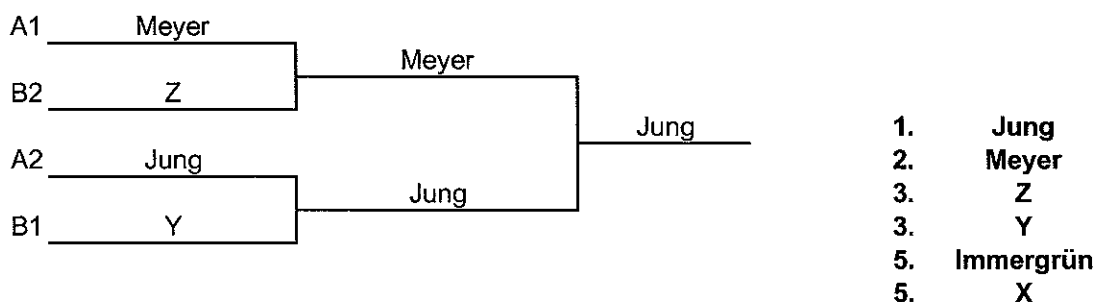 A1 Meyer
Meyer
B2 Z
Jung
A2 Jung
Jung
B1 Y
1. Jung
2. Meyer
3. Z
3. Y
5. Immergrün
5. X